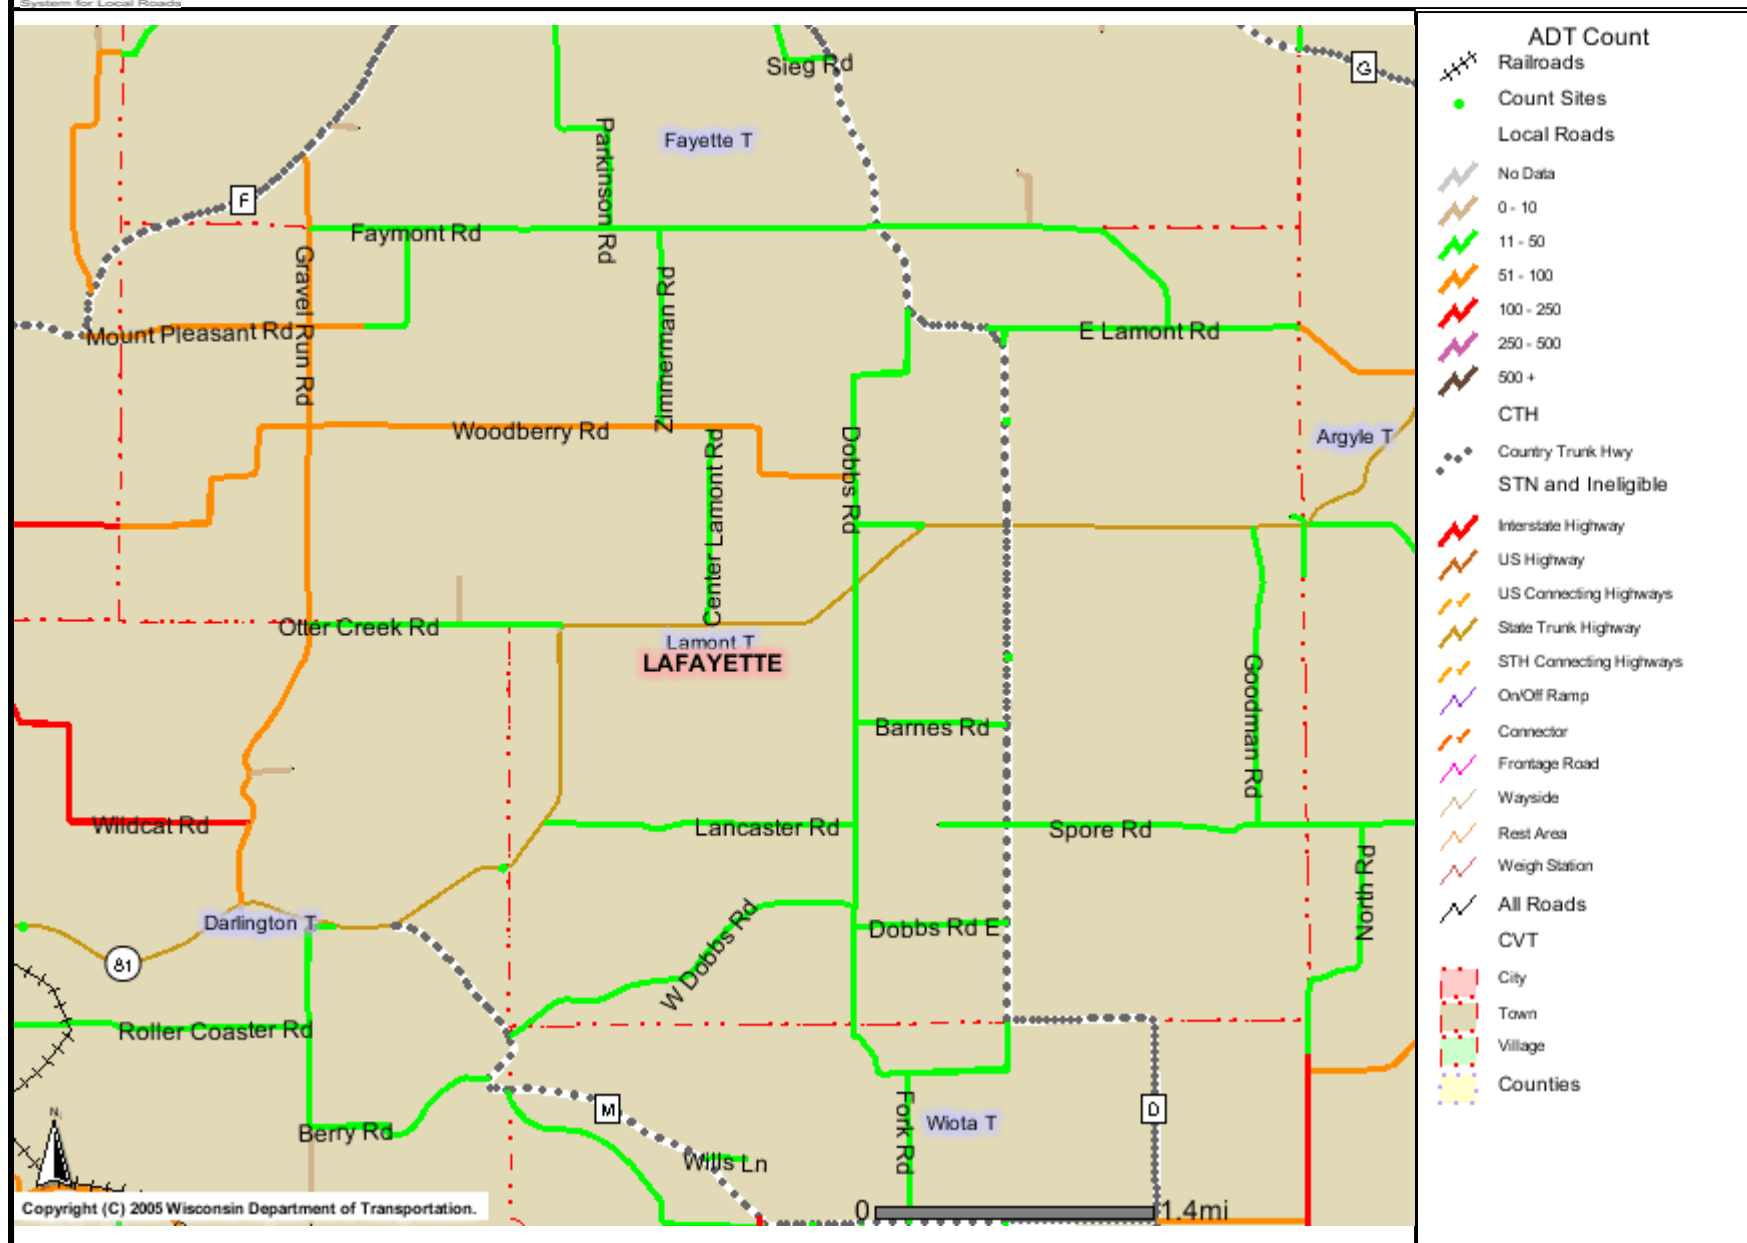 System for Local Roads
Sieg Rd
G
Parkinson Rd
Fayette T
F
Faymont Rd
Gravel Run Rd
Zimmerman Rd
Mount Pleasant Rd
E Lamont Rd
Woodberry Rd
Center Lamont Rd
Dobbs Rd
Argyle T
Otter Creek Rd
Lamont T
LAFAYETTE
Goodman Rd
Barnes Rd
Wildcat Rd
Lancaster Rd
Spore Rd
North Rd
Darlington T
W Dobbs Rd
Dobbs Rd E
81
Roller Coaster Rd
M
Fork Rd
Wiota T
D
Berry Rd
Wills Ln
N
Copyright (C) 2005 Wisconsin Department of Transportation.
0
1.4mi
ADT Count
Railroads
Count Sites
Local Roads
No Data
0 - 10
11 - 50
51 - 100
100 - 250
250 - 500
500 +
CTH
Country Trunk Hwy
STN and Ineligible
Interstate Highway
US Highway
US Connecting Highways
State Trunk Highway
STH Connecting Highways
On/Off Ramp
Connector
Frontage Road
Wayside
Rest Area
Weigh Station
All Roads
CVT
City
Town
Village
Counties